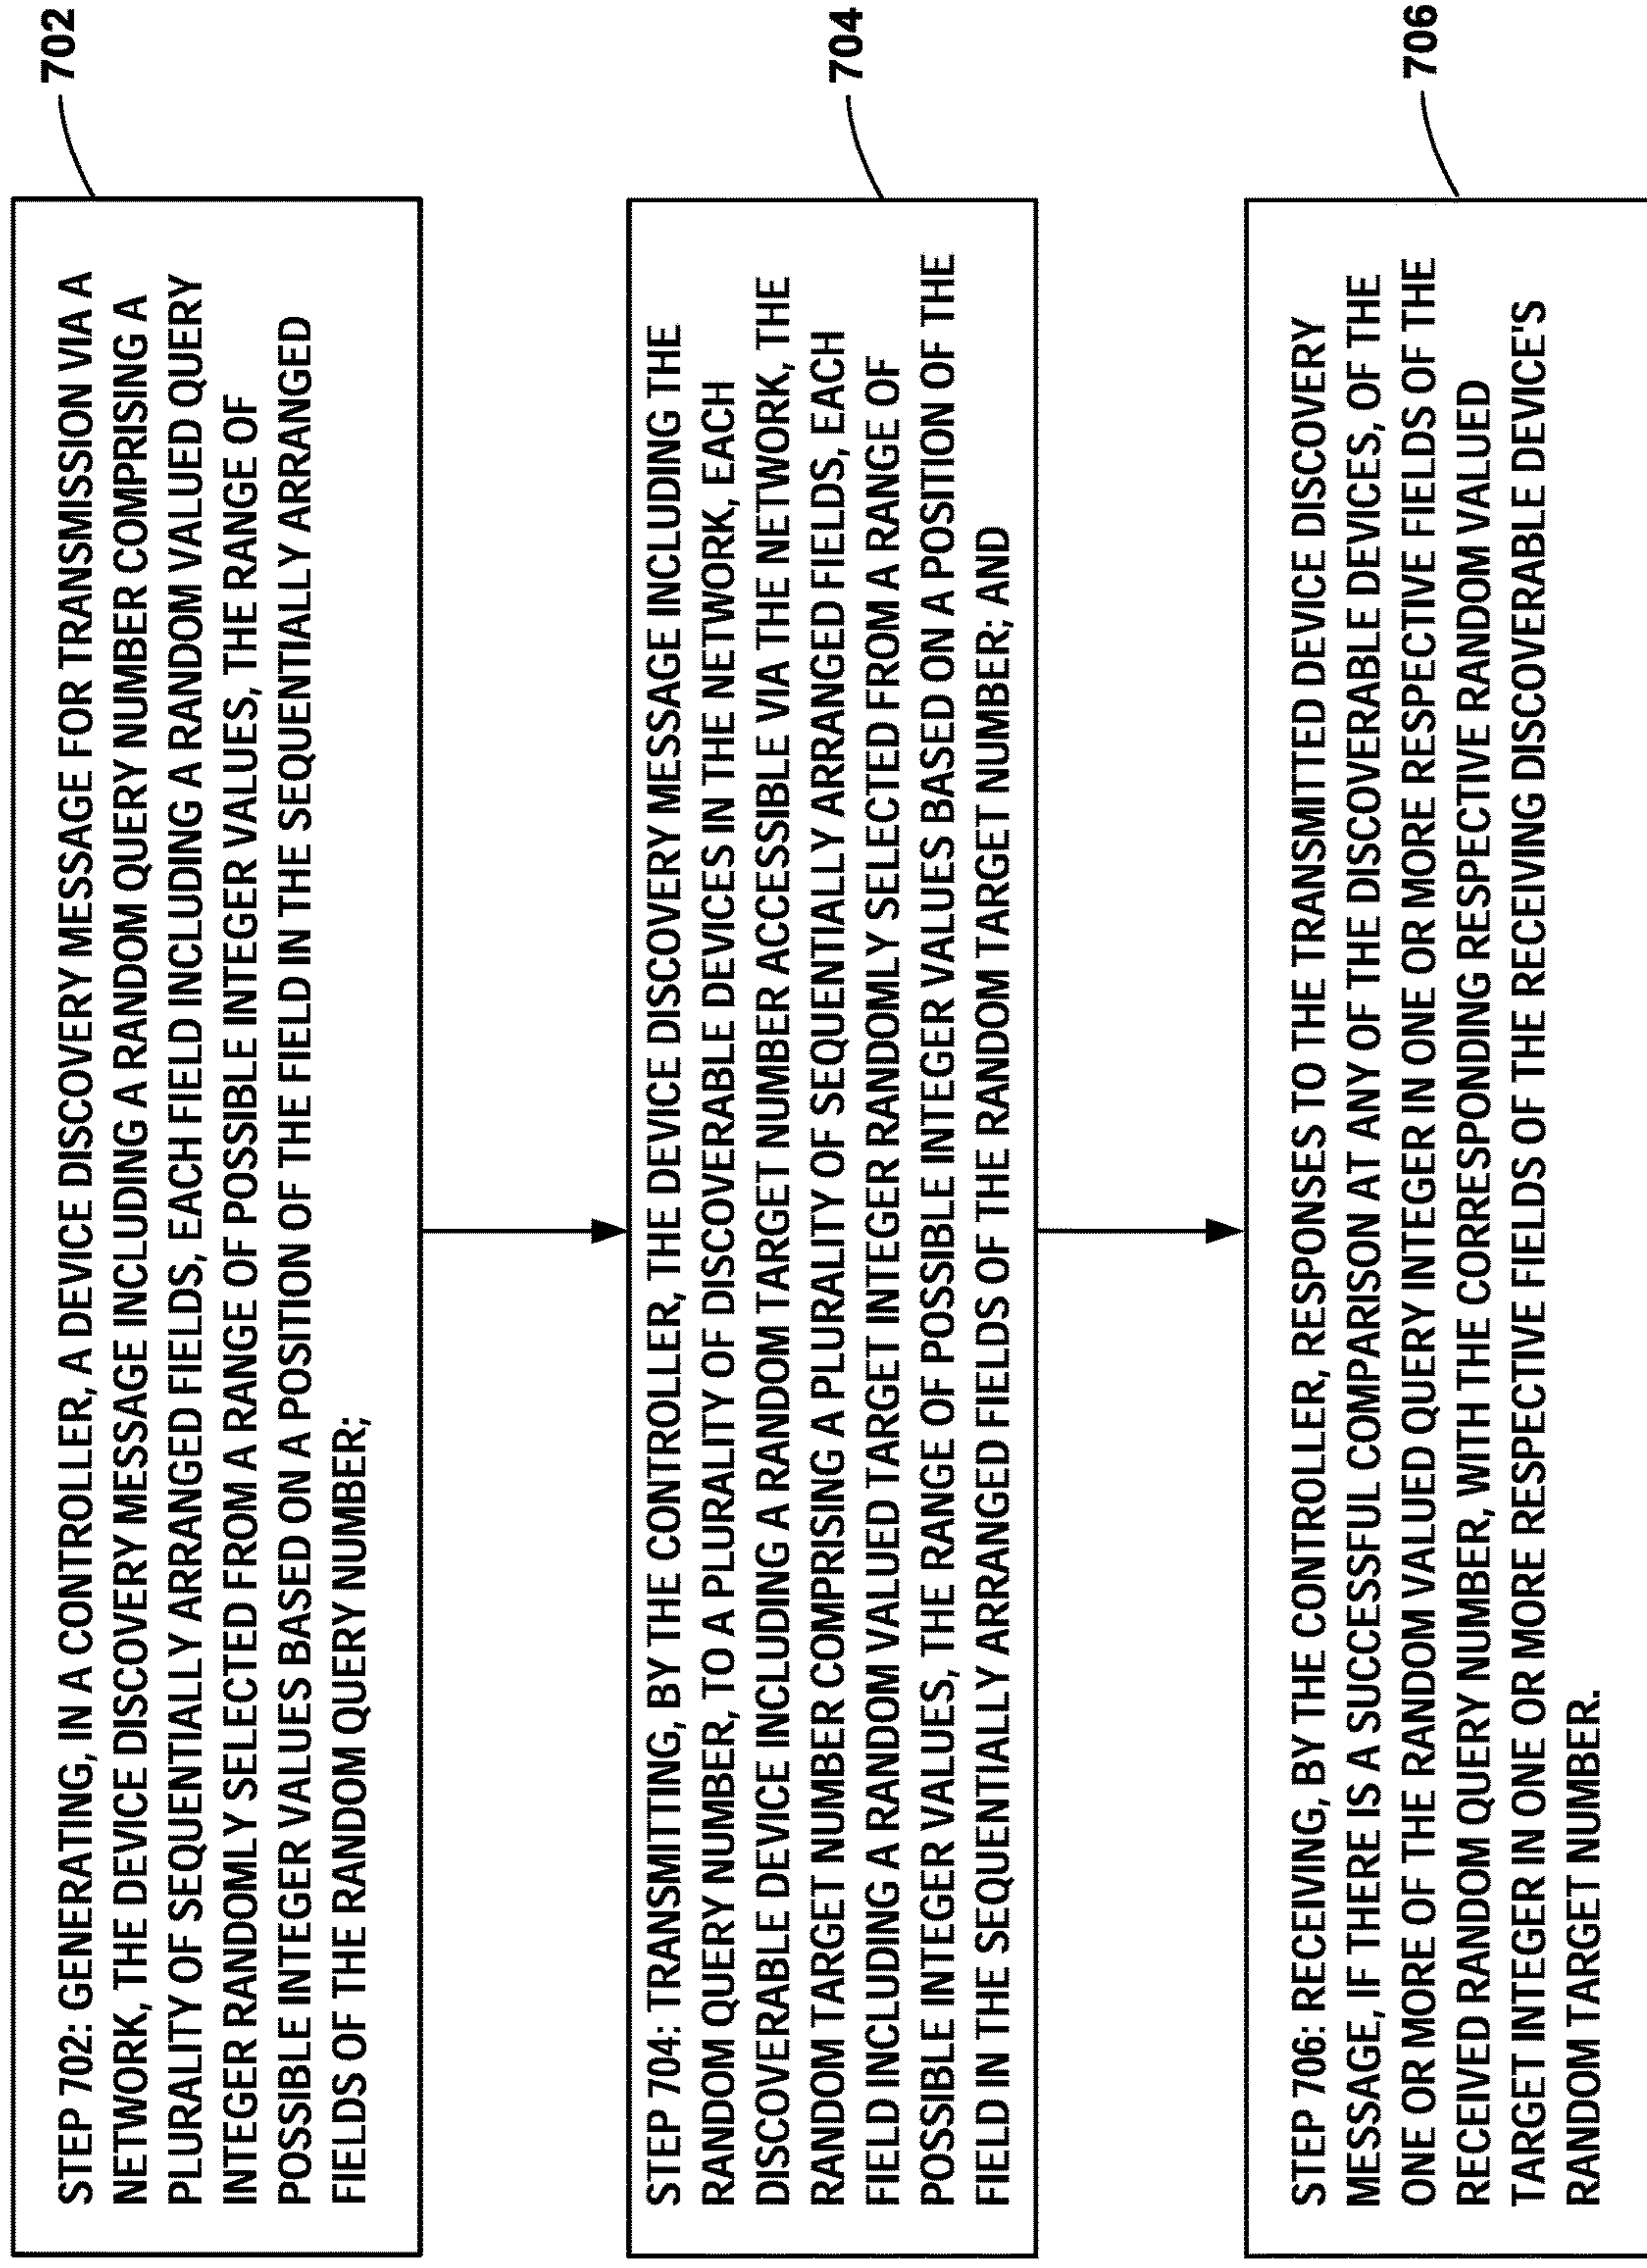 STEP 702: GENERATING, IN A CONTROLLER, A DEVICE DISCOVERY MESSAGE FOR TRANSMISSION VIA A
NETWORK, THE DEVICE DISCOVERY MESSAGE INCLUDING A RANDOM QUERY NUMBER COMPRISING A
PLURALITY OF SEQUENTIALLY ARRANGED FIELDS, EACH FIELD INCLUDING A RANDOM VALUED QUERY
INTEGER RANDOMLY SELECTED FROM A RANGE OF POSSIBLE INTEGER VALUES, THE RANGE OF
POSSIBLE INTEGER VALUES BASED ON A POSITION OF THE FIELD IN THE SEQUENTIALLY ARRANGED
FIELDS OF THE RANDOM QUERY NUMBER;
702
STEP 704: TRANSMITTING, BY THE CONTROLLER, THE DEVICE DISCOVERY MESSAGE INCLUDING THE
RANDOM QUERY NUMBER, TO A PLURALITY OF DISCOVERABLE DEVICES IN THE NETWORK, EACH
DISCOVERABLE DEVICE INCLUDING A RANDOM TARGET NUMBER ACCESSIBLE VIA THE NETWORK, THE
RANDOM TARGET NUMBER COMPRISING A PLURALITY OF SEQUENTIALLY ARRANGED FIELDS, EACH
FIELD INCLUDING A RANDOM VALUED TARGET INTEGER RANDOMLY SELECTED FROM A RANGE OF
POSSIBLE INTEGER VALUES, THE RANGE OF POSSIBLE INTEGER VALUES BASED ON A POSITION OF THE
FIELD IN THE SEQUENTIALLY ARRANGED FIELDS OF THE RANDOM TARGET NUMBER; AND
704
STEP 706: RECEIVING, BY THE CONTROLLER, RESPONSES TO THE TRANSMITTED DEVICE DISCOVERY
MESSAGE, IF THERE IS A SUCCESSFUL COMPARISON AT ANY OF THE DISCOVERABLE DEVICES, OF THE
ONE OR MORE OF THE RANDOM VALUED QUERY INTEGER IN ONE OR MORE RESPECTIVE FIELDS OF THE
RECEIVED RANDOM QUERY NUMBER, WITH THE CORRESPONDING RESPECTIVE RANDOM VALUED
TARGET INTEGER IN ONE OR MORE RESPECTIVE FIELDS OF THE RECEIVING DISCOVERABLE DEVICE'S
RANDOM TARGET NUMBER.
706